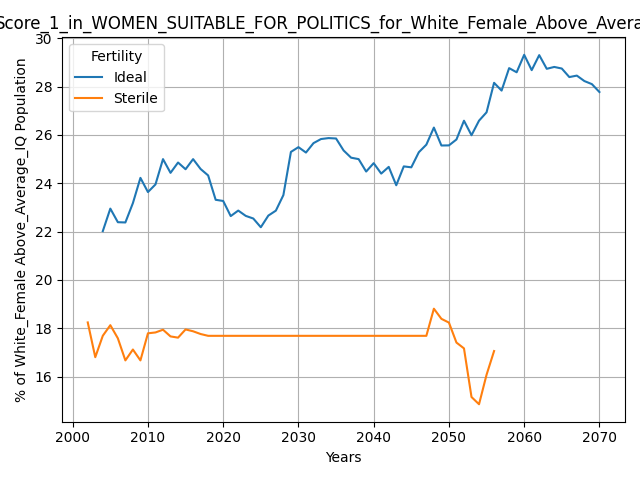 Score_1_in_WOMEN_SUITABLE_FOR_POLITICS_for_White_Female_Above_Avera
30
Fertility
Ideal
Sterile
28
26
24
22
20
18
16
% of White_Female Above_Average_IQ Population
2000 2010 2020 2030 2040 2050 2060 2070
Years